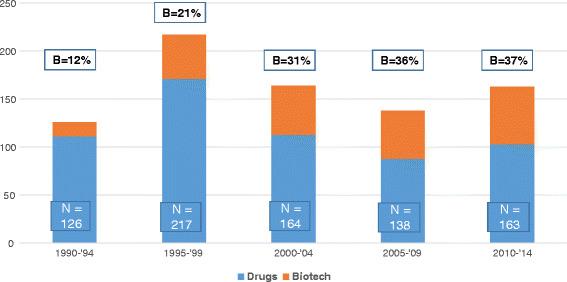 250
200
150
100
50
0
B=12%
B=21%
B=31%
B=36%
B=37%
N =
126
N =
217
N =
164
N =
138
N =
163
1990-'94
1995-'99
2000-'04
2005-'09
2010-'14
Drugs
Biotech